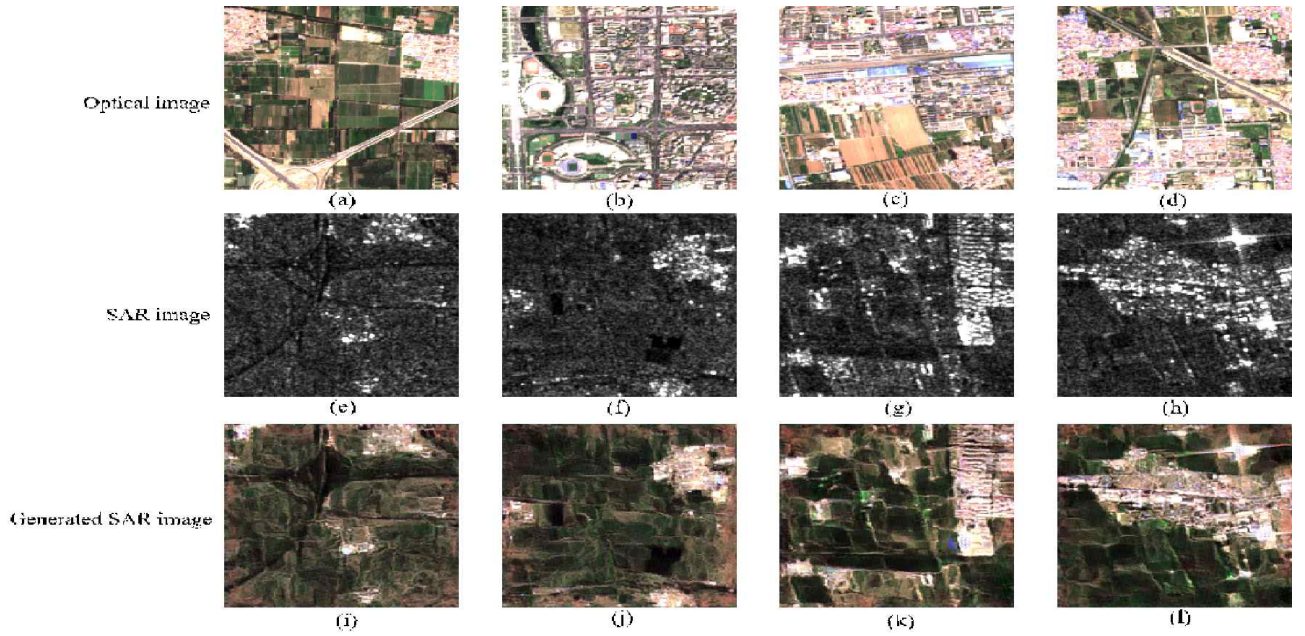 Optical image
(a) (b) (c) (d)
SAR image
(e) (f) (g) (h)
Generated SAR image
(i) (j) (k) (l)